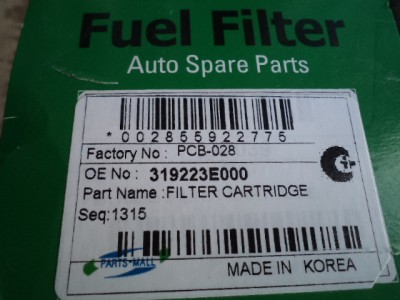 Fuel Filter
Auto Spare Parts
*002855922775
Factory No : PCB-028
OE No : 319223E000
Part Name :FILTER CARTRIDGE
Seq:1315
PARTS-MALL
MADE IN KOREA